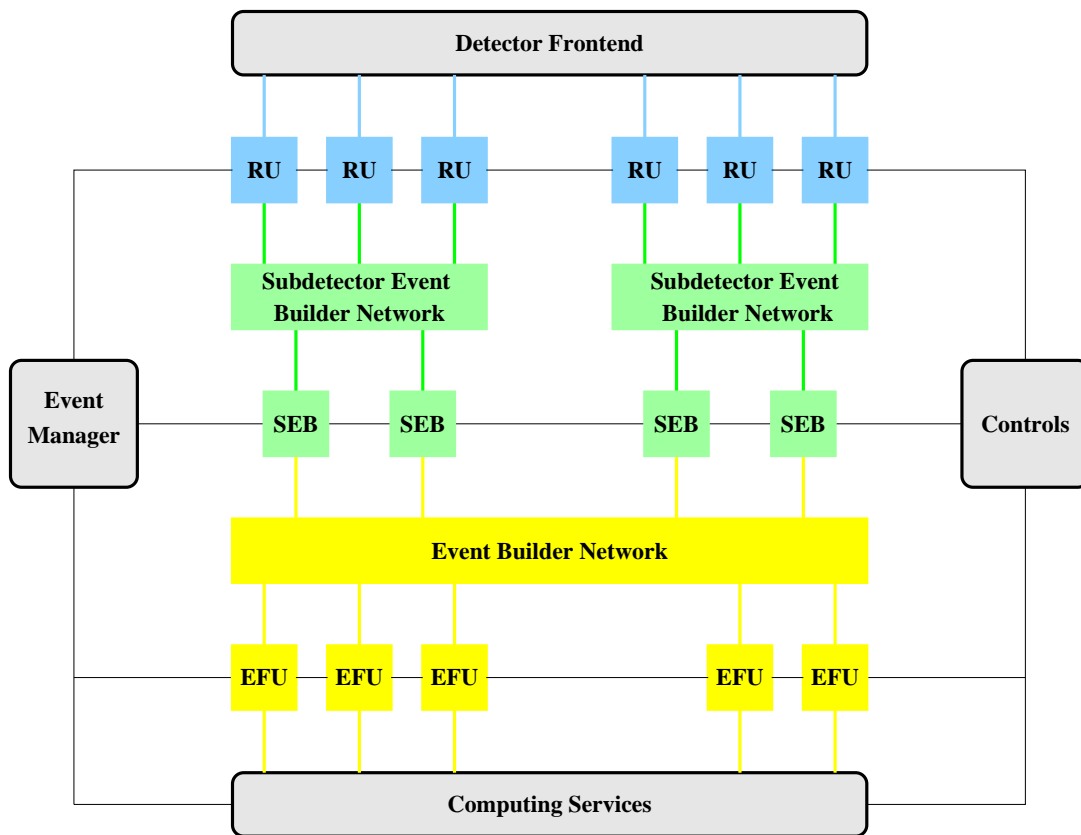 Detector Frontend
RU RU RU RU RU RU
Subdetector Event
Builder Network
Subdetector Event
Builder Network
Event
Manager
SEB SEB SEB SEB
Controls
Event Builder Network
EFU EFU EFU EFU EFU
Computing Services